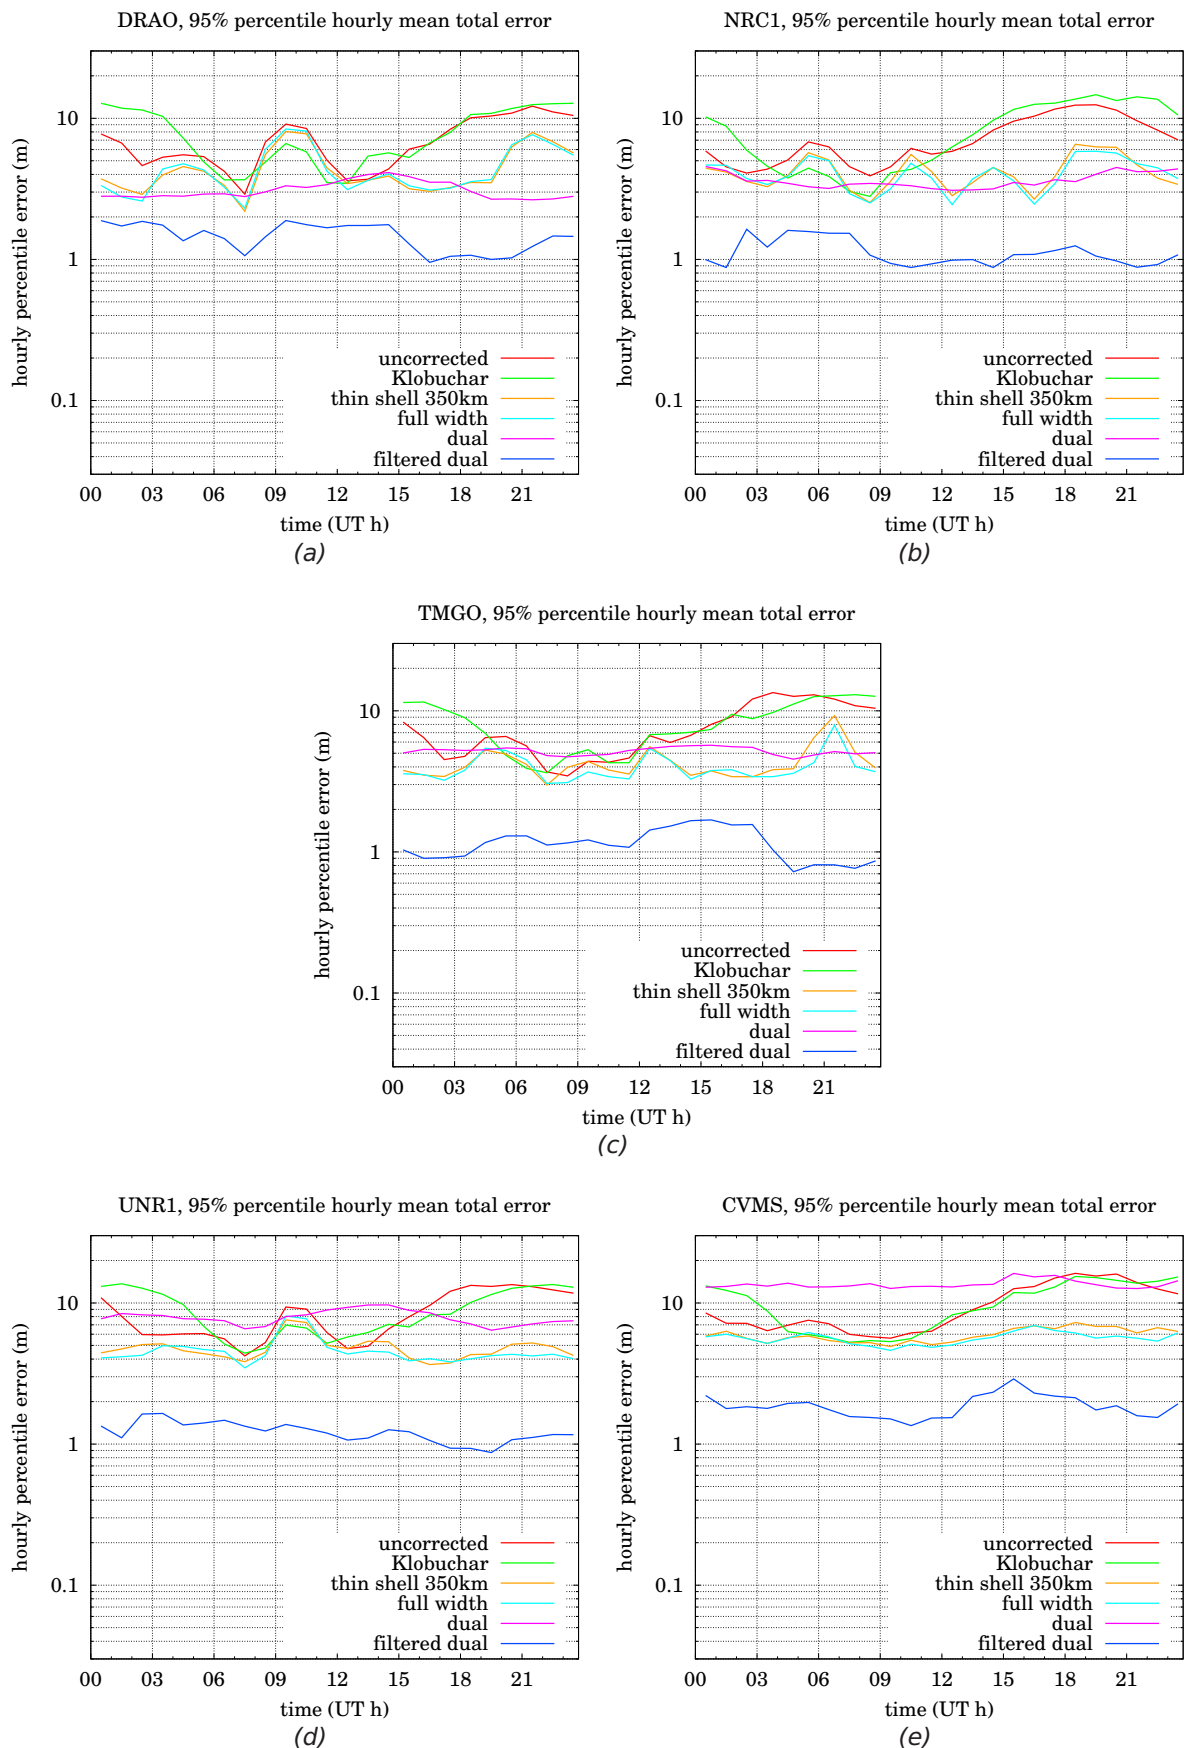 DRAO, 95% percentile hourly mean total error
hourly percentile error (m)
10
1
0.1
uncorrected
Klobuchar
thin shell 350km
full width
dual
filtered dual
00 03 06 09 12 15 18 21
time (UT h)
(a)
NRC1, 95% percentile hourly mean total error
hourly percentile error (m)
10
1
0.1
uncorrected
Klobuchar
thin shell 350km
full width
dual
filtered dual
00 03 06 09 12 15 18 21
time (UT h)
(b)
TMGO, 95% percentile hourly mean total error
hourly percentile error (m)
10
1
0.1
uncorrected
Klobuchar
thin shell 350km
full width
dual
filtered dual
00 03 06 09 12 15 18 21
time (UT h)
(c)
UNR1, 95% percentile hourly mean total error
hourly percentile error (m)
10
1
0.1
uncorrected
Klobuchar
thin shell 350km
full width
dual
filtered dual
00 03 06 09 12 15 18 21
time (UT h)
(d)
CVMS, 95% percentile hourly mean total error
hourly percentile error (m)
10
1
0.1
uncorrected
Klobuchar
thin shell 350km
full width
dual
filtered dual
00 03 06 09 12 15 18 21
time (UT h)
(e)